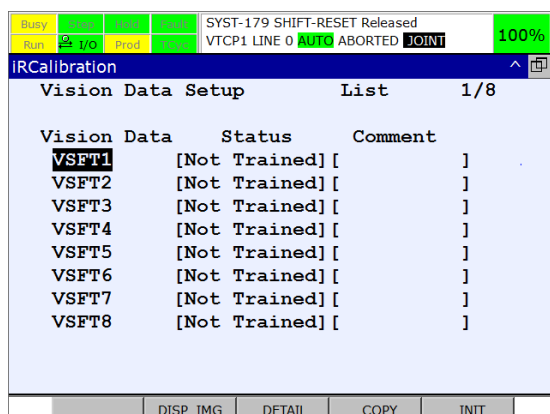 Busy Step Hold Fault SYST-179 SHIFT-RESET Released
Run I/O Prod TCyc VTCP1 LINE 0 AUTO ABORTED JOINT 100%
iRCalibration
Vision Data Setup List 1/8
Vision Data Status Comment
VSFT1 [Not Trained] [ ]
VSFT2 [Not Trained] [ ]
VSFT3 [Not Trained] [ ]
VSFT4 [Not Trained] [ ]
VSFT5 [Not Trained] [ ]
VSFT6 [Not Trained] [ ]
VSFT7 [Not Trained] [ ]
VSFT8 [Not Trained] [ ]
DISP_IMG DETAIL COPY INIT